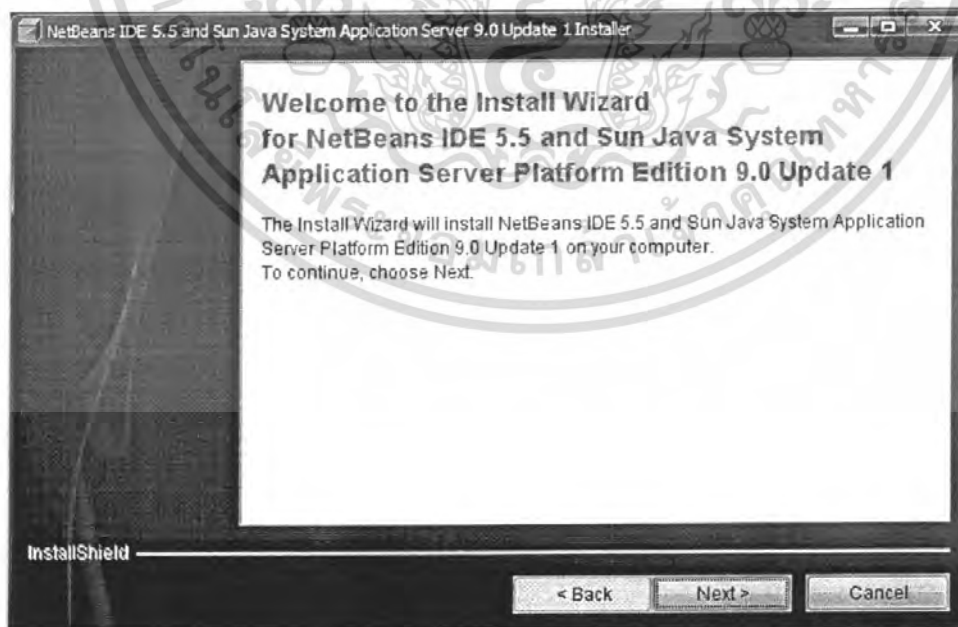 NetBeans IDE 5.5 and Sun Java System Application Server 9.0 Update 1 Installer
Welcome to the Install Wizard
for NetBeans IDE 5.5 and Sun Java System
Application Server Platform Edition 9.0 Update 1
The Install Wizard will install NetBeans IDE 5.5 and Sun Java System Application
Server Platform Edition 9.0 Update 1 on your computer.
To continue, choose Next.
InstallShield
< Back
Next >
Cancel